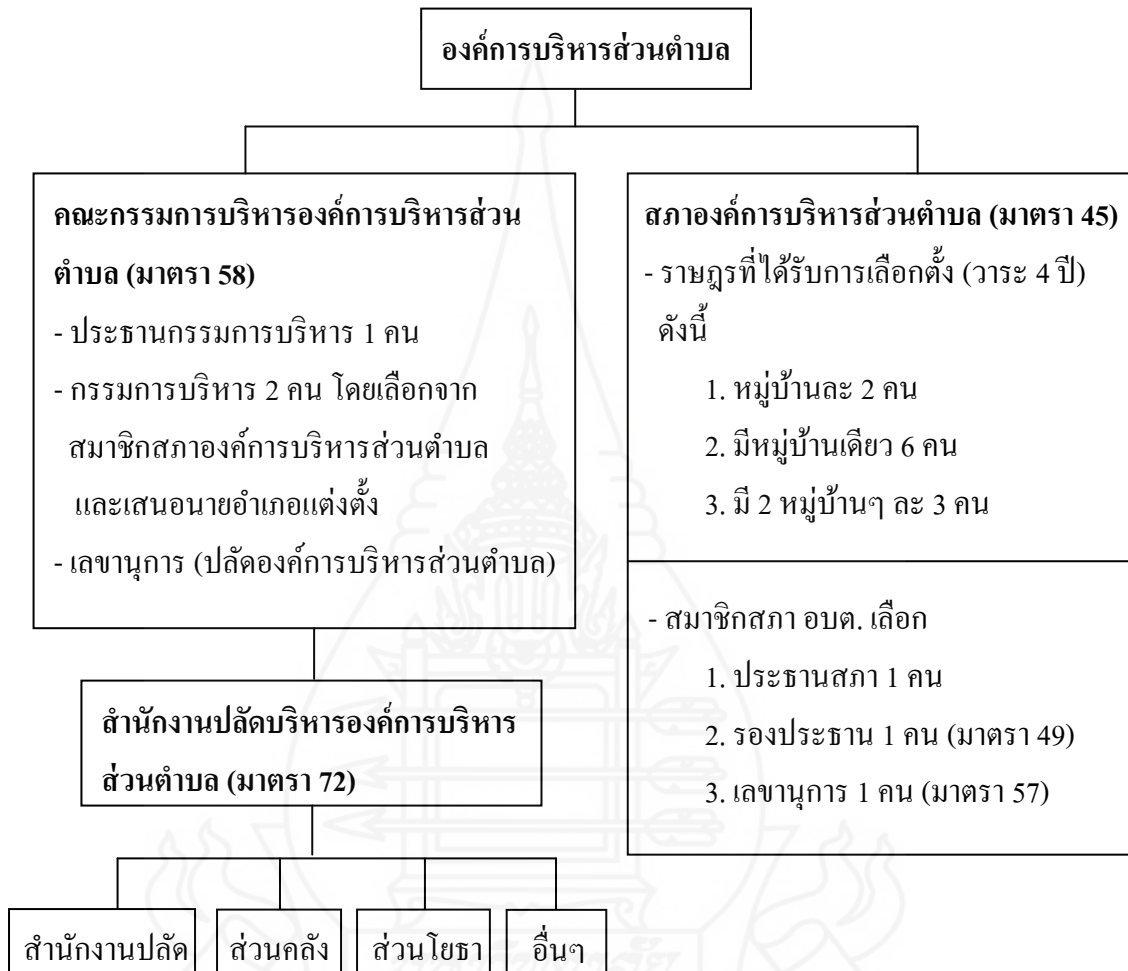 องค์การบริหารส่วนตำบล
คณะกรรมการบริหารองค์การบริหารส่วน
ตำบล (มาตรา 58)
- ประธานกรรมการบริหาร 1 คน
- กรรมการบริหาร 2 คน โดยเลือกจาก
สมาชิกสภาองค์การบริหารส่วนตำบล
และเสนอนายอำเภอแต่งตั้ง
- เลขานุการ (ปลัดองค์การบริหารส่วนตำบล)
สภาองค์การบริหารส่วนตำบล (มาตรา 45)
- ราษฎรที่ได้รับการเลือกตั้ง (วาระ 4 ปี)
ดังนี้
1. หมู่บ้านละ 2 คน
2. มีหมู่บ้านเดียว 6 คน
3. มี 2 หมู่บ้านๆ ละ 3 คน
- สมาชิกสภา อบต. เลือก
1. ประธานสภา 1 คน
2. รองประธาน 1 คน (มาตรา 49)
3. เลขานุการ 1 คน (มาตรา 57)
สำนักงานปลัดบริหารองค์การบริหาร
ส่วนตำบล (มาตรา 72)
สำนักงานปลัด
ส่วนคลัง
ส่วนโยธา
อื่นๆ